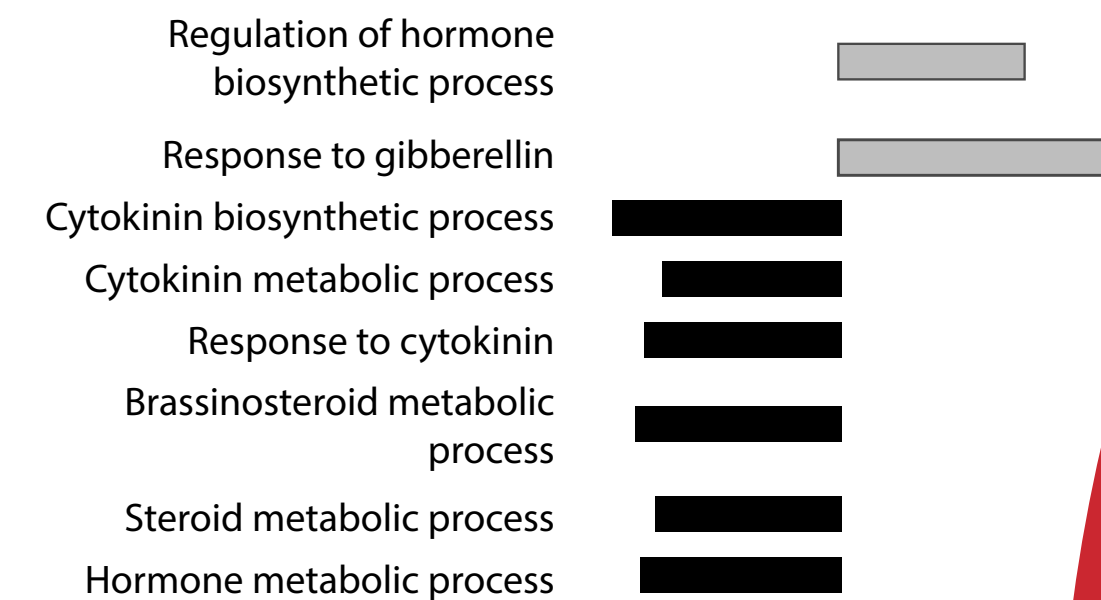 Regulation of hormone
biosynthetic process
Response to gibberellin
Cytokinin biosynthetic process
Cytokinin metabolic process
Response to cytokinin
Brassinosteroid metabolic
process
Steroid metabolic process
Hormone metabolic process